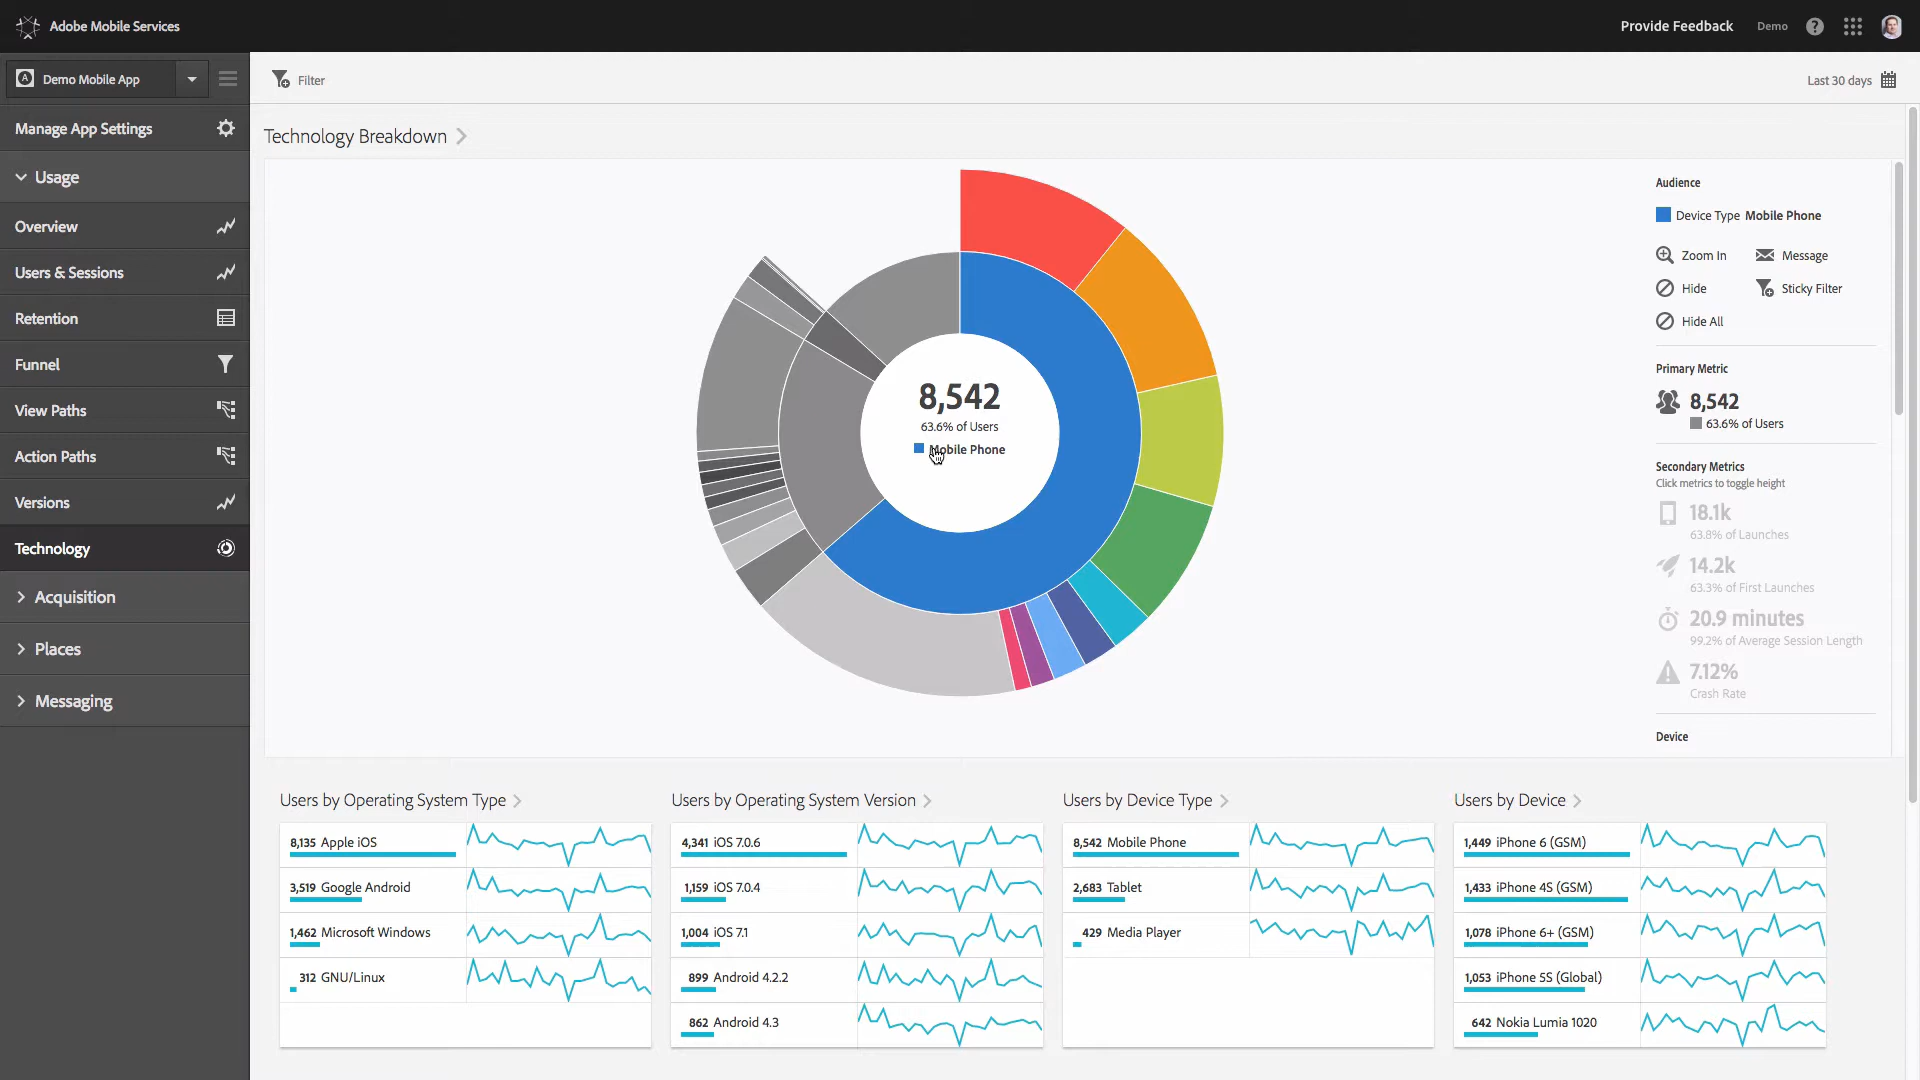 Adobe Mobile Services
Provide Feedback
Demo
Demo Mobile App
Filter
Last 30 days
Manage App Settings
Usage
Overview
Users & Sessions
Retention
Funnel
View Paths
Action Paths
Versions
Technology
Acquisition
Places
Messaging
Technology Breakdown
8,542
63.6% of Users
Mobile Phone
Audience
Device Type Mobile Phone
Zoom In
Message
Hide
Sticky Filter
Hide All
Primary Metric
8,542
63.6% of Users
Secondary Metrics
Click metrics to toggle height
18.1k
63.8% of Launches
14.2k
63.3% of First Launches
20.9 minutes
99.2% of Average Session Length
7.12%
Crash Rate
Device
Users by Operating System Type
8,135 Apple iOS
3,519 Google Android
1,462 Microsoft Windows
312 GNU/Linux
Users by Operating System Version
4,341 iOS 7.0.6
1,159 iOS 7.0.4
1,004 iOS 7.1
899 Android 4.2.2
862 Android 4.3
Users by Device Type
8,542 Mobile Phone
2,683 Tablet
429 Media Player
Users by Device
1,449 iPhone 6 (GSM)
1,433 iPhone 4S (GSM)
1,078 iPhone 6+ (GSM)
1,053 iPhone 5S (Global)
642 Nokia Lumia 1020